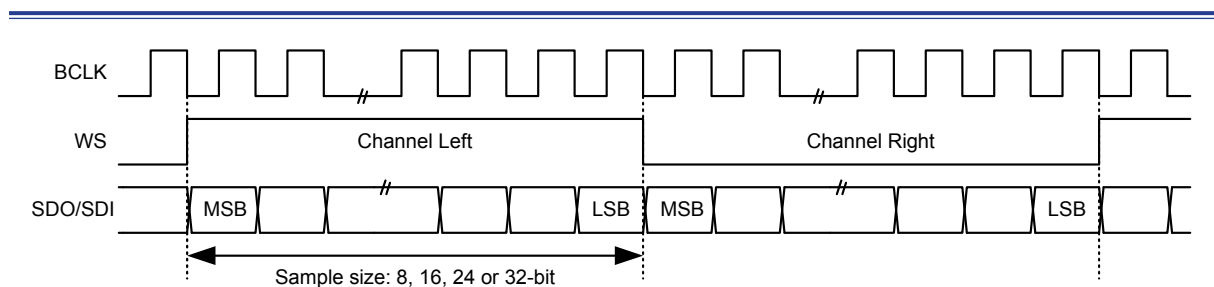 BCLK
WS Channel Left Channel Right
SDO/SDI MSB LSB MSB LSB
Sample size: 8, 16, 24 or 32-bit